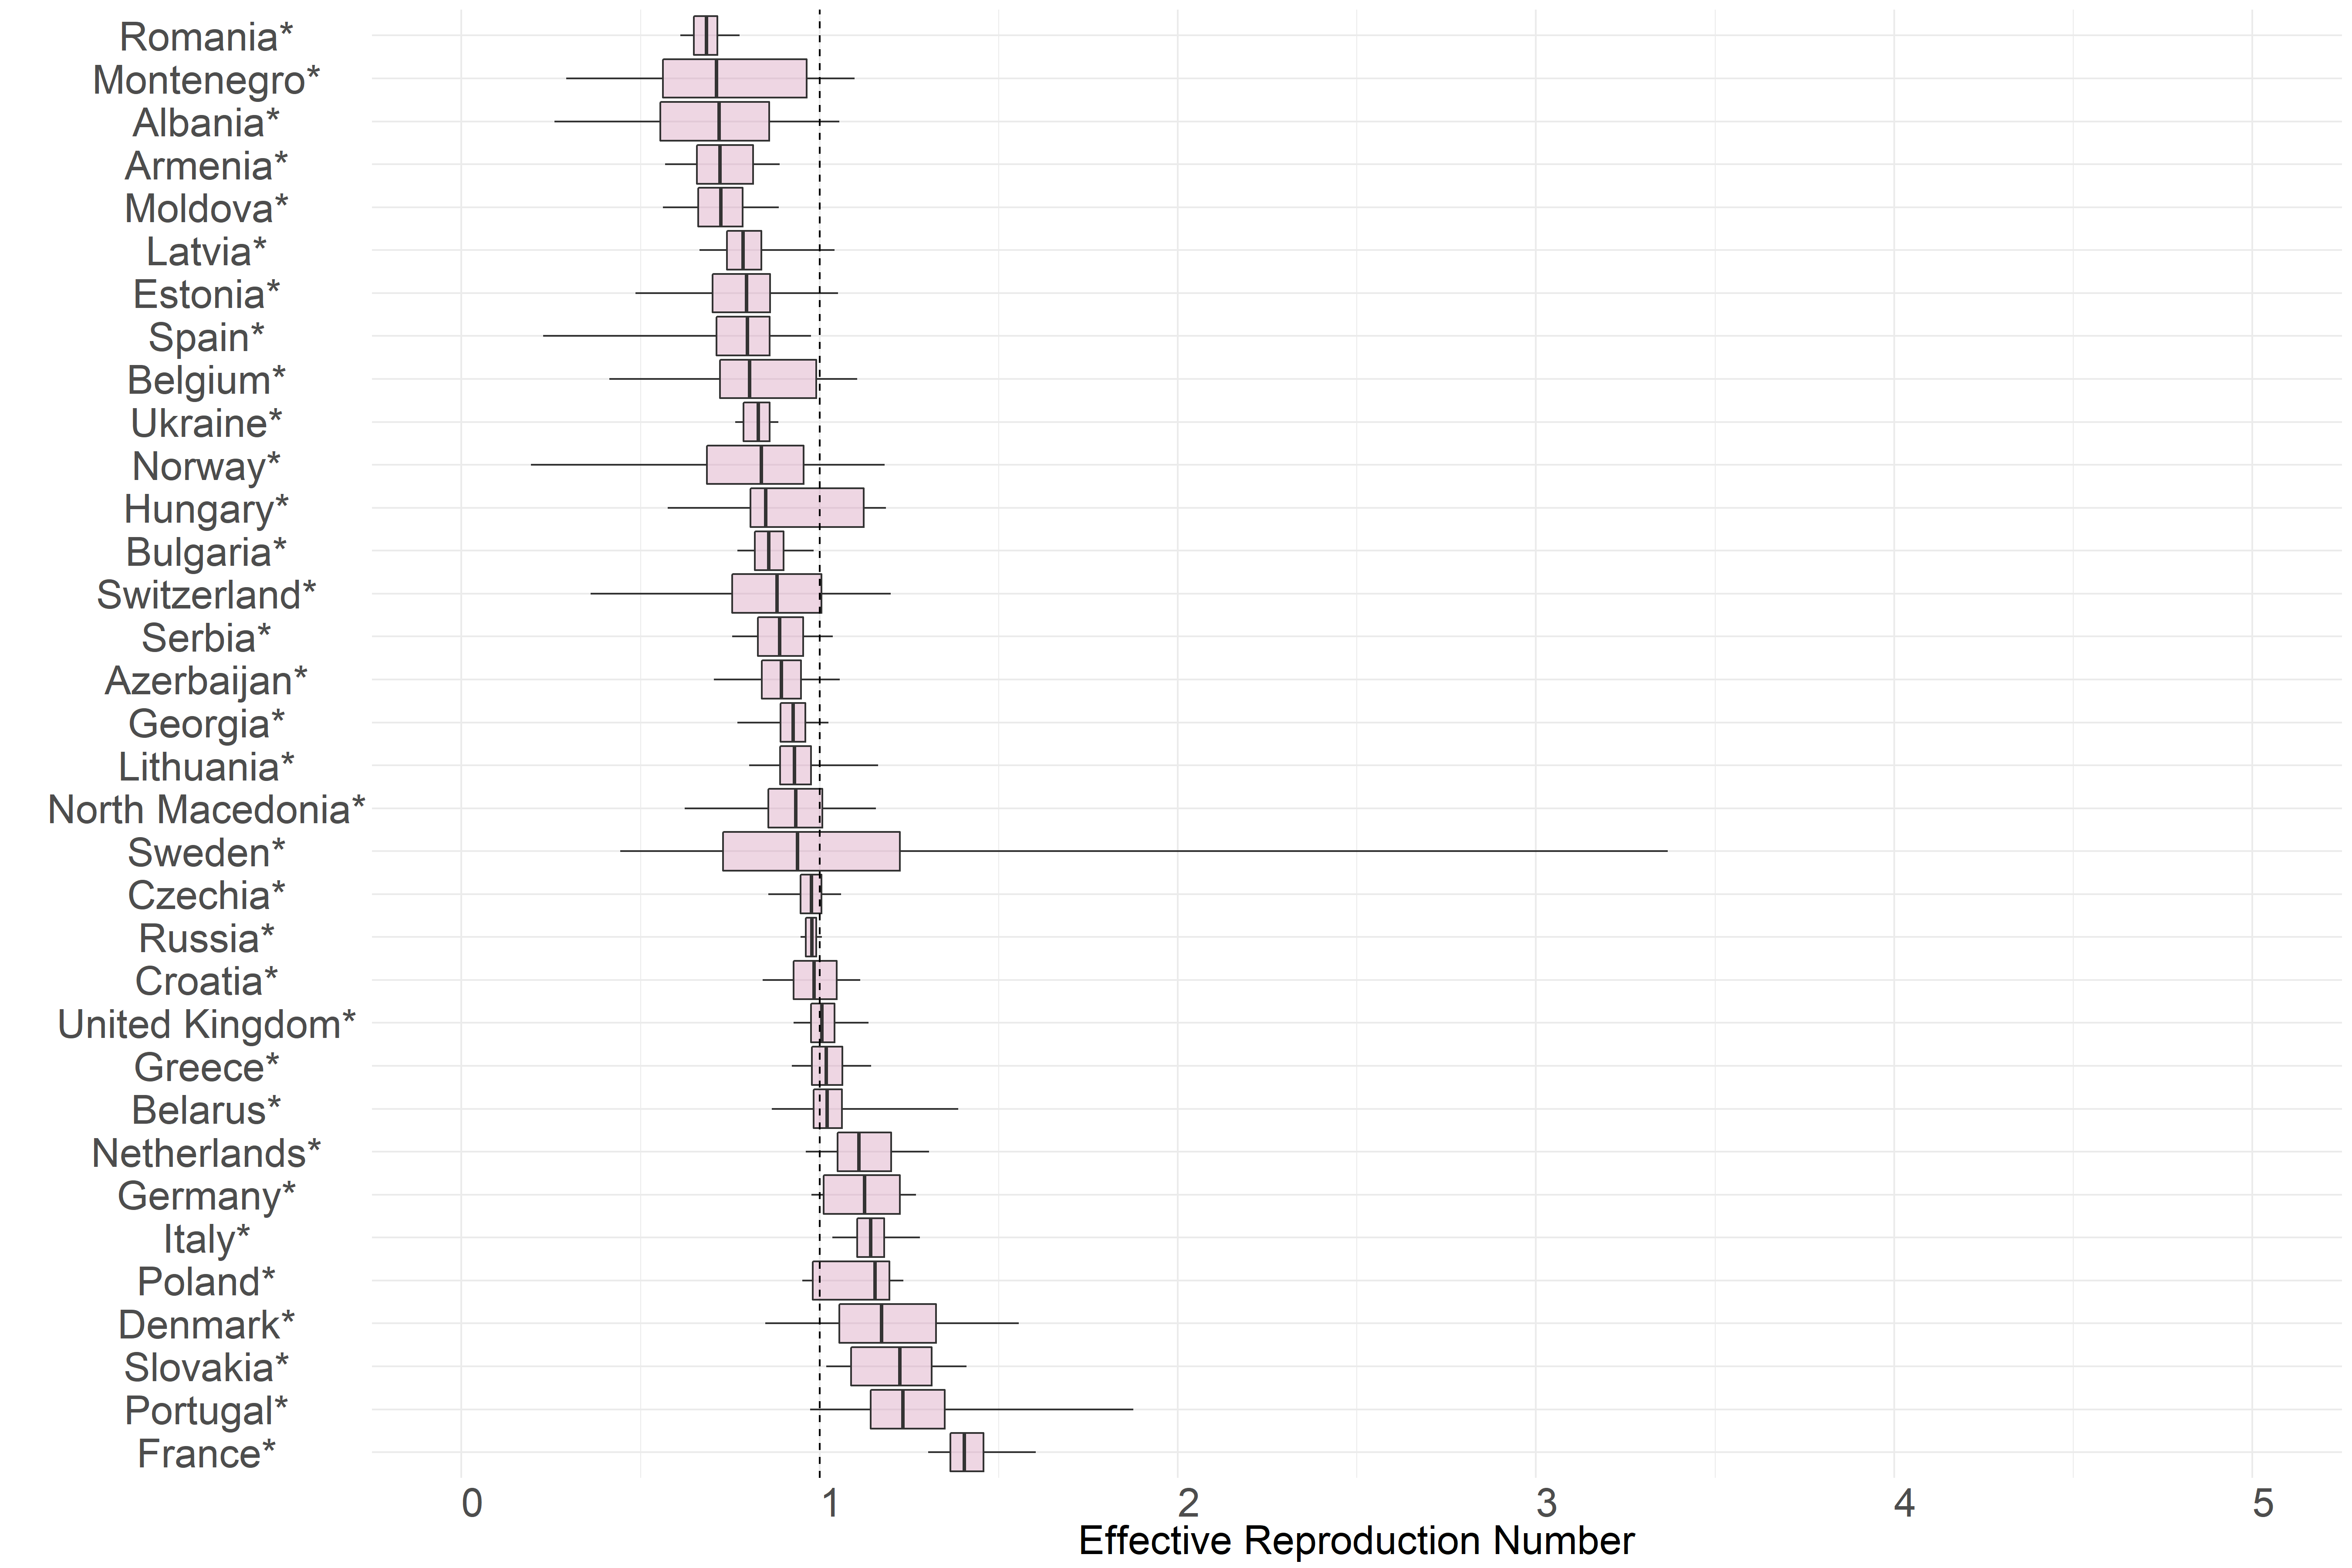 Romania*
Montenegro*
Albania*
Armenia*
Moldova*
Latvia*
Estonia*
Spain*
Belgium*
Ukraine*
Norway*
Hungary*
Bulgaria*
Switzerland*
Serbia*
Azerbaijan*
Georgia*
Lithuania*
North Macedonia*
Sweden*
Czechia*
Russia*
Croatia*
United Kingdom*
Greece*
Belarus*
Netherlands*
Germany*
Italy*
Poland*
Denmark*
Slovakia*
Portugal*
France*
0 1 2 3 4 5
Effective Reproduction Number